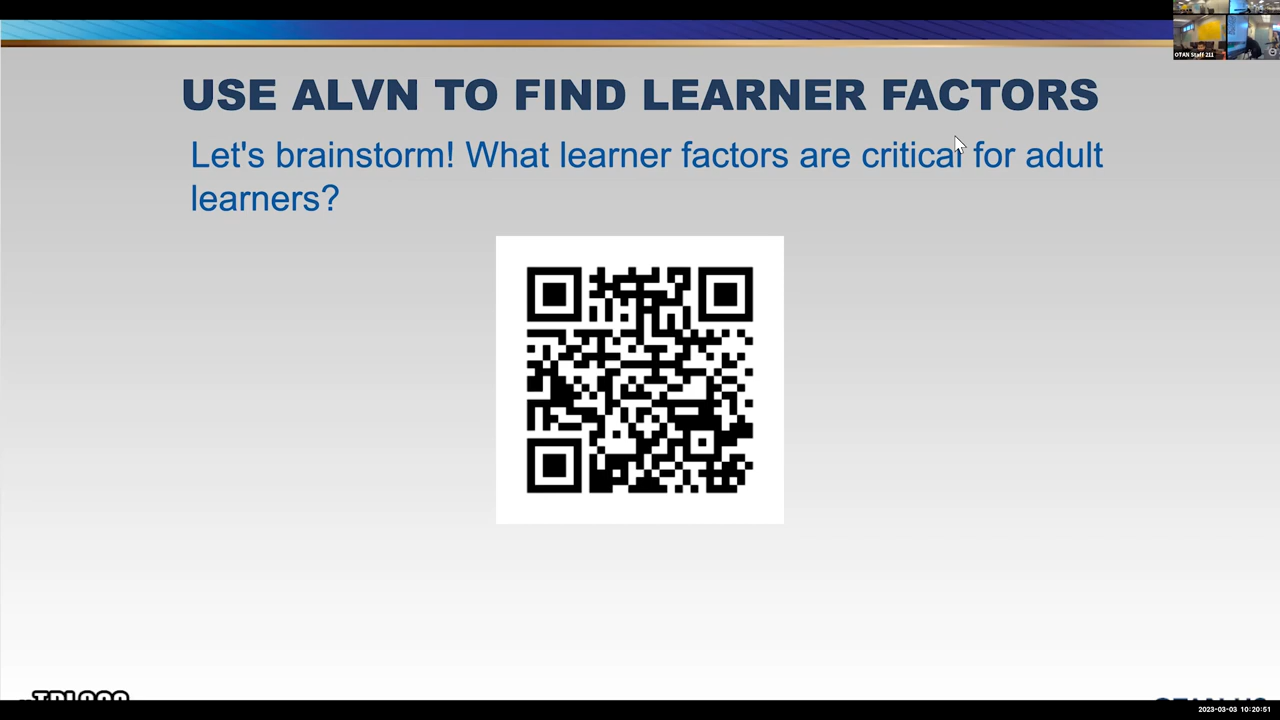 OTAN Staff 211
USE ALVN TO FIND LEARNER FACTORS
Let's brainstorm! What learner factors are critical for adult
learners?
2023-03-03 10:20:51